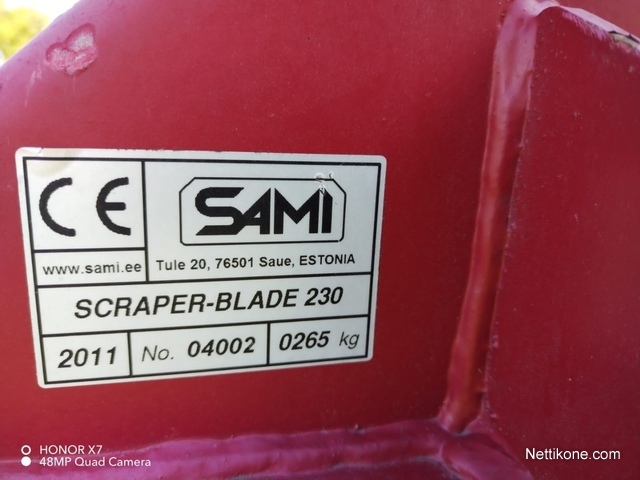 CE
SAMI
www.sami.ee
Tule 20, 76501 Saue, ESTONIA
SCRAPER-BLADE 230
2011 No. 04002 0265 kg
HONOR X7
48MP Quad Camera
Nettikone.com